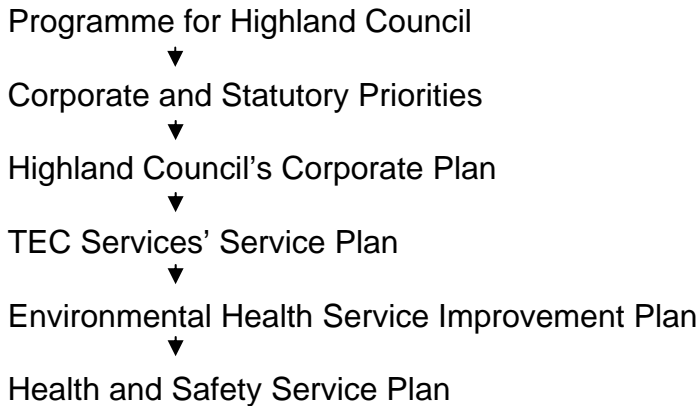 Programme for Highland Council
Corporate and Statutory Priorities
Highland Council’s Corporate Plan
TEC Services’ Service Plan
Environmental Health Service Improvement Plan
Health and Safety Service Plan